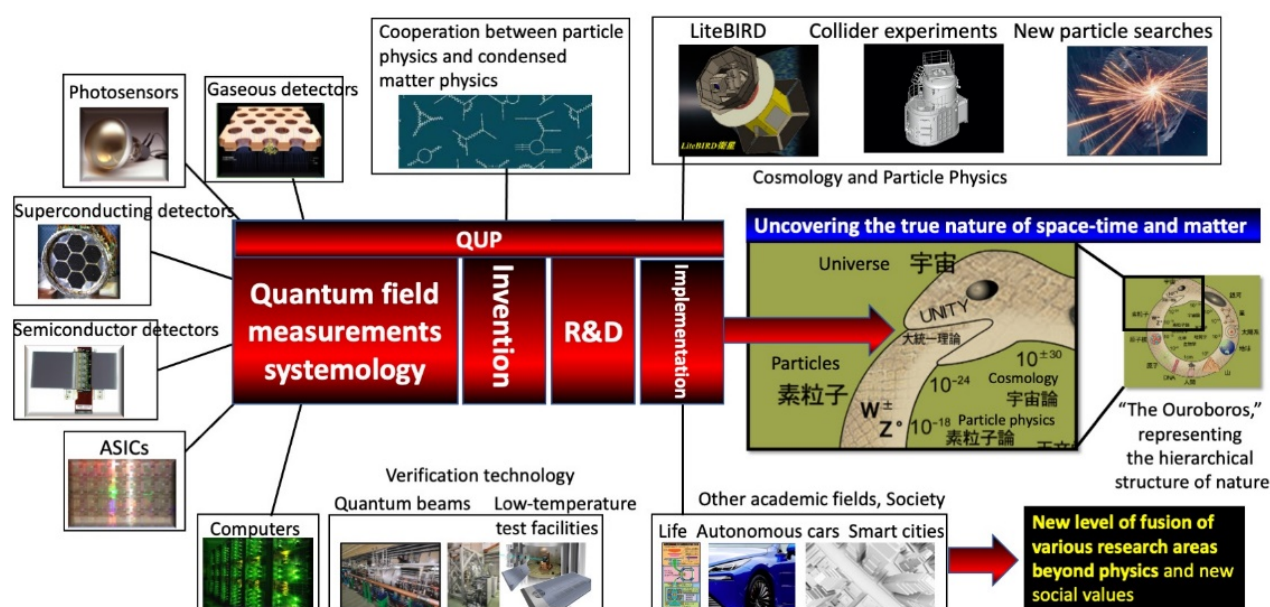 Cooperation between particle
physics and condensed
matter physics
LiteBIRD
Collider experiments
New particle searches
LiteBIRD衛星
Cosmology and Particle Physics
Photosensors
Gaseous detectors
Superconducting detectors
Semiconductor detectors
ASICs
Computers
QUP
Quantum field
measurements
systemology
Invention
R&D
Implementation
Uncovering the true nature of space-time and matter
Universe 宇宙
UNITY
大統一理論
Particles
素粒子
10±30
10−24
Cosmology
宇宙論
W±
Z°
10−18
Particle physics
素粒子論
"The Ouroboros,"
representing
the hierarchical
structure of nature
Verification technology
Quantum beams
Low-temperature
test facilities
Other academic fields, Society
Life
Autonomous cars
Smart cities
New level of fusion of
various research areas
beyond physics and new
social values